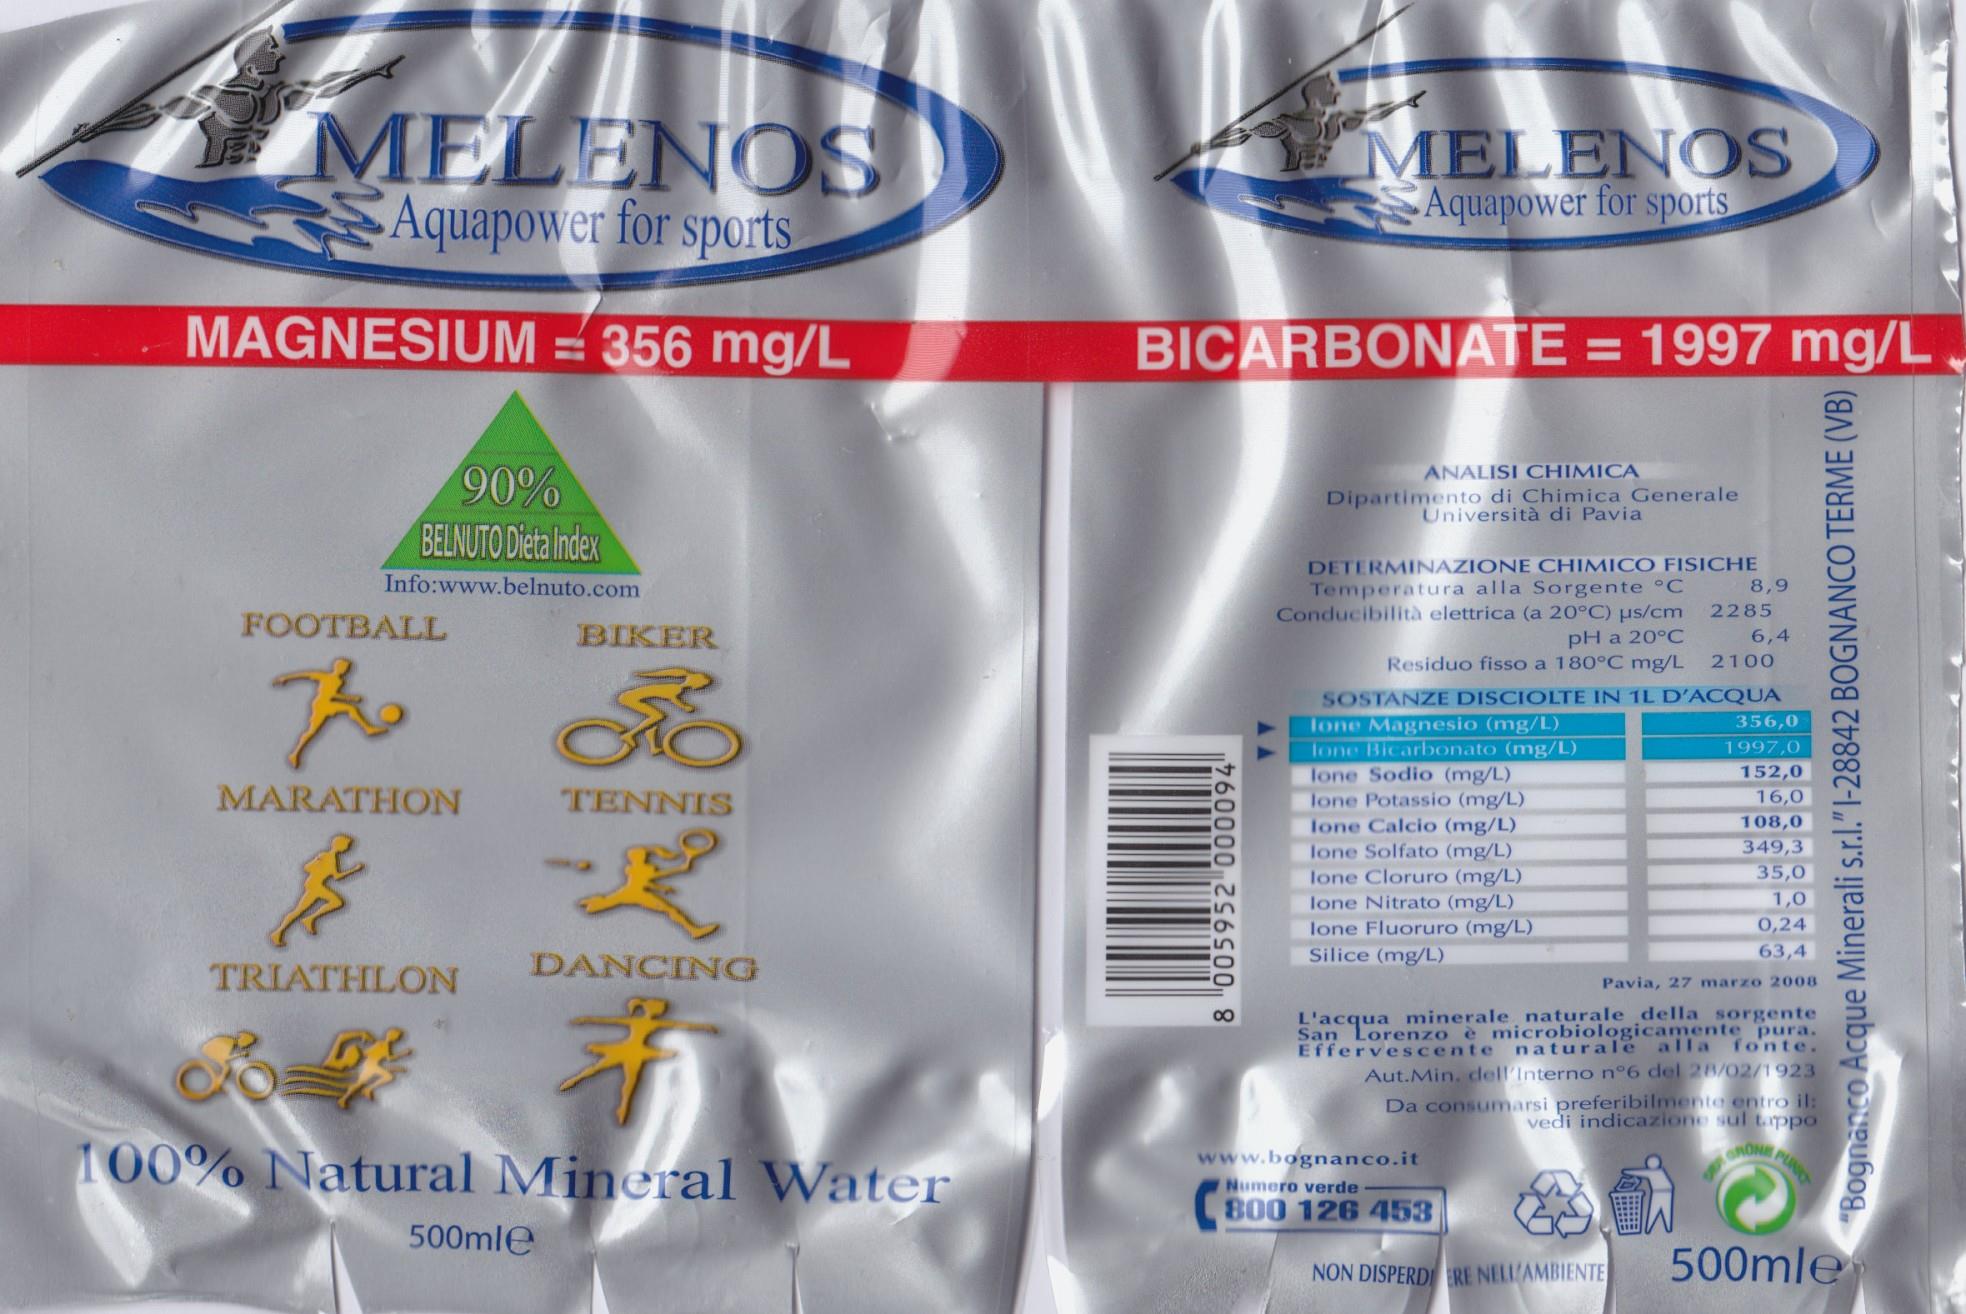 MELENOS
Aquapower for sports
MAGNESIUM = 356 mg/L
90%
BELNUTO Dieta Index
Info:www.belnuto.com
FOOTBALL
BIKER
MARATHON
TENNIS
TRIATHLON
DANCING
100% Natural Mineral Water
500ml℮
MELENOS
Aquapower for sports
BICARBONATE = 1997 mg/L
ANALISI CHIMICA
Dipartimento di Chimica Generale
Università di Pavia
DETERMINAZIONE CHIMICO FISICHE
Temperatura alla Sorgente °C 8,9
Conducibilità elettrica (a 20°C) µs/cm 2285
pH a 20°C 6,4
Residuo fisso a 180°C mg/L 2100
SOSTANZE DISCIOLTE IN 1L D'ACQUA
Ione Magnesio (mg/L) 356,0
Ione Bicarbonato (mg/L) 1997,0
Ione Sodio (mg/L) 152,0
Ione Potassio (mg/L) 16,0
Ione Calcio (mg/L) 108,0
Ione Solfato (mg/L) 349,3
Ione Cloruro (mg/L) 35,0
Ione Nitrato (mg/L) 1,0
Ione Fluoruro (mg/L) 0,24
Silice (mg/L) 63,4
Pavia, 27 marzo 2008
L'acqua minerale naturale della sorgente
San Lorenzo è microbiologicamente pura.
Effervescente naturale alla fonte.
Aut.Min. dell'Interno n°6 del 28/02/1923
Da consumarsi preferibilmente entro il:
vedi indicazione sul tappo
www.bognanco.it
Numero verde
800 126 453
DER GRÜNE PUNKT
NON DISPERDERE NELL'AMBIENTE
500ml℮
8 005952 000094
"Bognanco Acque Minerali s.r.l." I-28842 BOGNANCO TERME (VB)